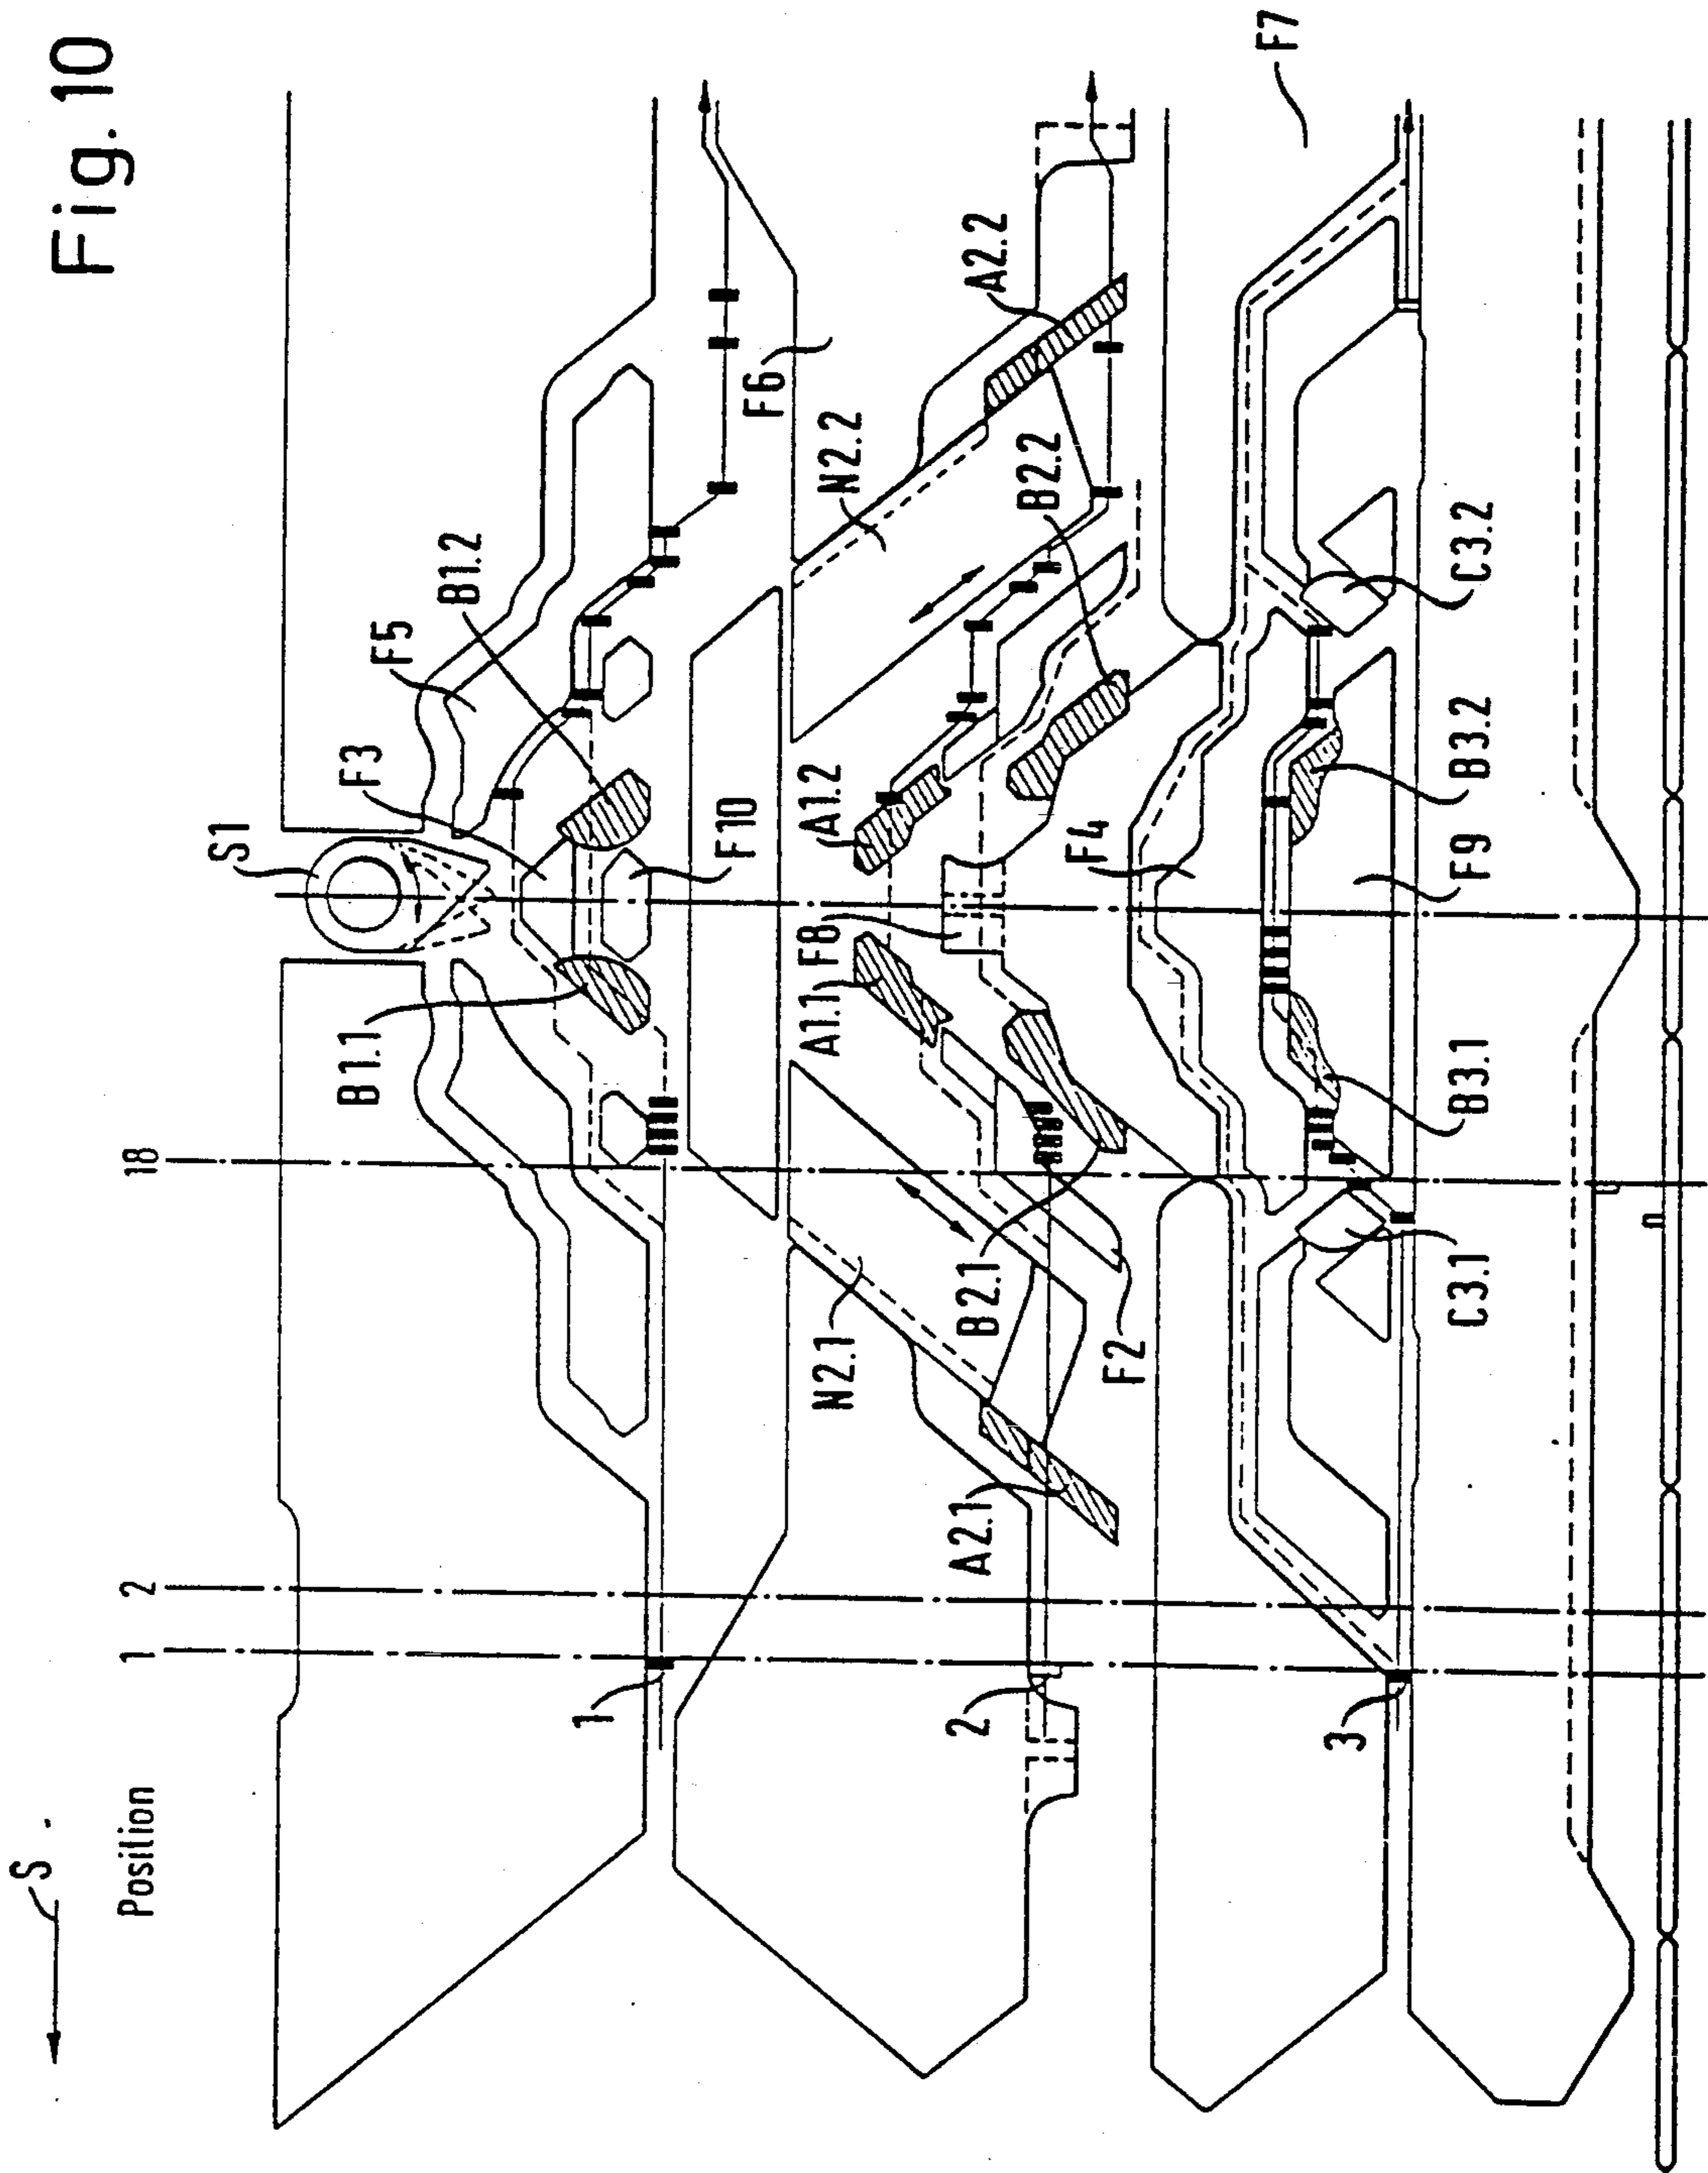 Fig. 10
S
Position
1
2
18
S1
F3
F5
B1.2
B1.1
F10
F6
N2.2
A2.2
A1.2
B2.2
A1.1
F8
N2.1
B2.1
F2
A2.1
F4
F7
C3.2
B3.2
F9
B3.1
C3.1
1
2
3